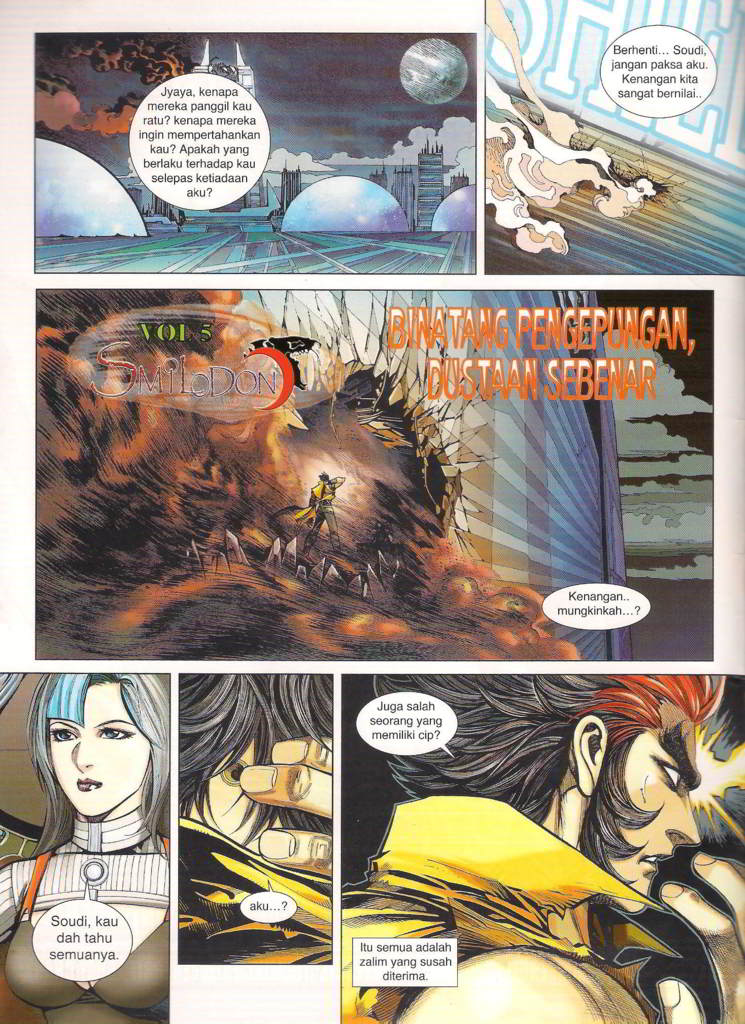 Jyaya, kenapa
mereka panggil kau
ratu? kenapa mereka
ingin mempertahankan
kau? Apakah yang
berlaku terhadap kau
selepas ketiadaan
aku?
Berhenti... Soudi,
jangan paksa aku.
Kenangan kita
sangat bernilai..
VOL 5
SMILODON
BINATANG PENGEPUNGAN,
DUSTAAN SEBENAR
Kenangan..
mungkinkah...?
Soudi, kau
dah tahu
semuanya.
aku...?
Juga salah
seorang yang
memiliki cip?
Itu semua adalah
zalim yang susah
diterima.